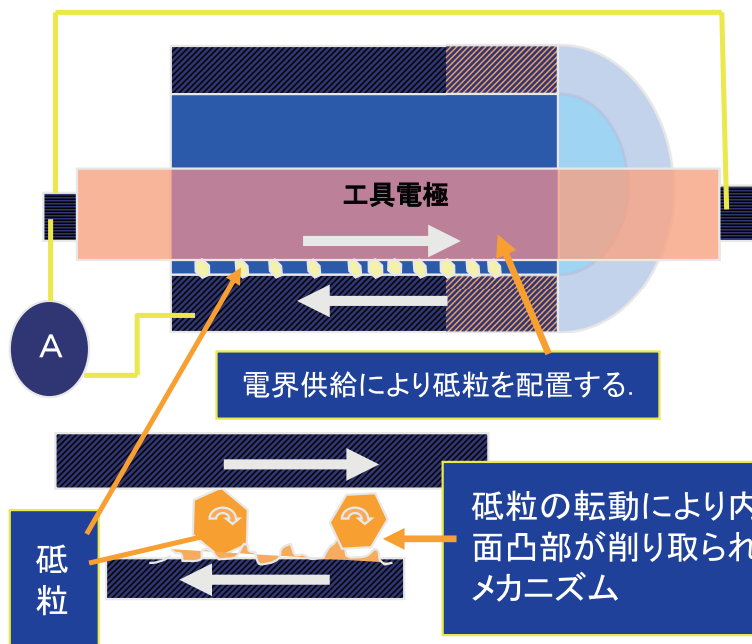 工具電極
A
電界供給により砥粒を配置する.
砥粒の転動により内
面凸部が削り取られ
メカニズム
砥
粒